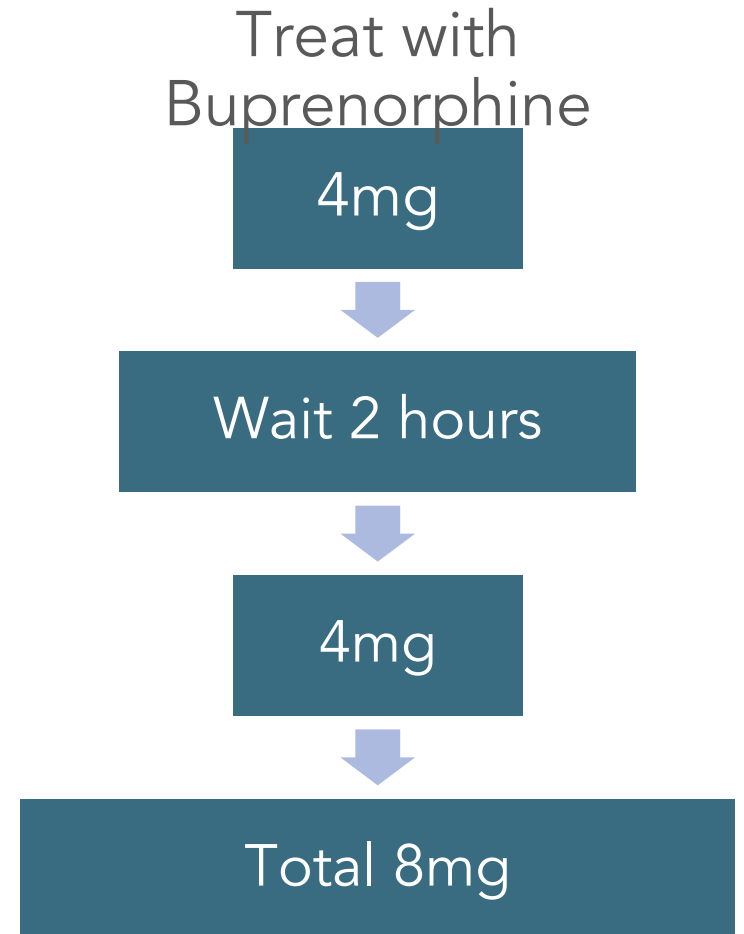 Treat with
Buprenorphine
4mg
Wait 2 hours
4mg
Total 8mg